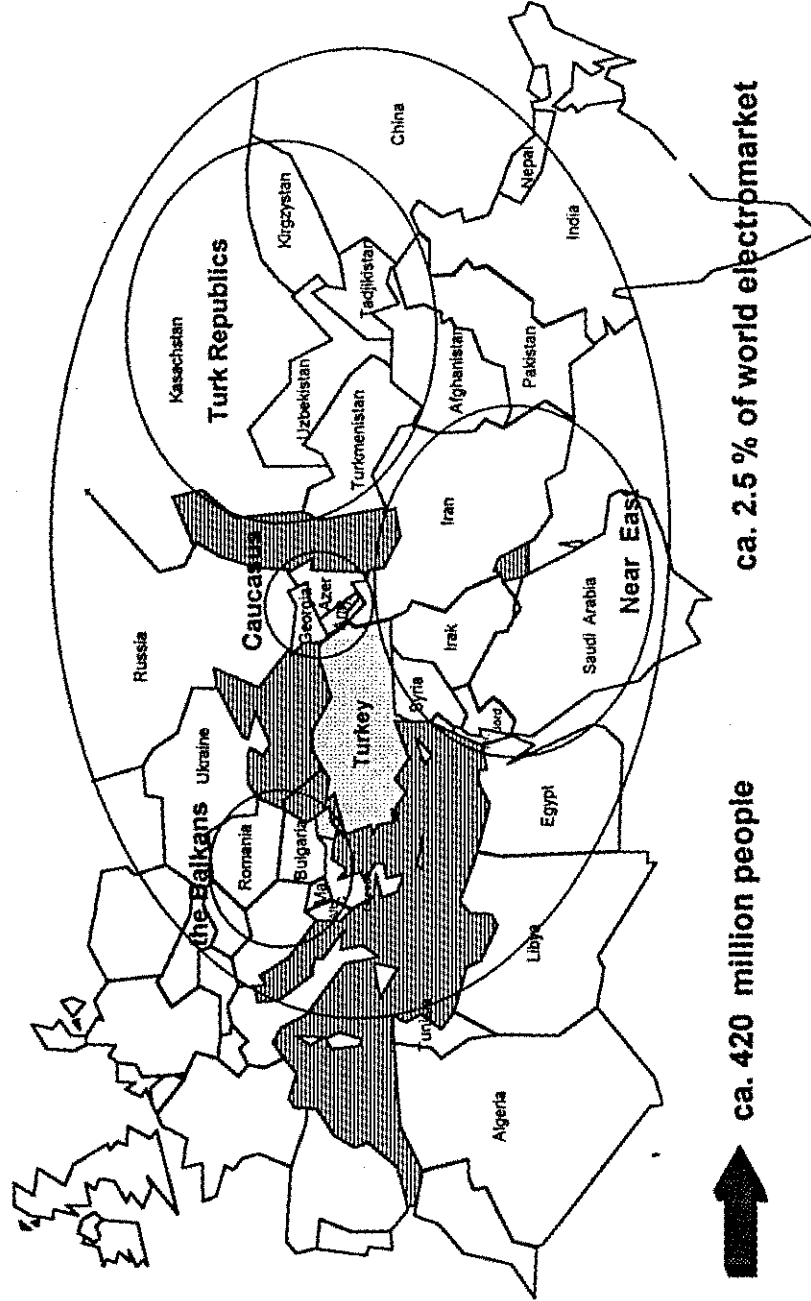 Russia
Ukraine
the Balkans
Romania
Bulgaria
Caucasus
Georgia
Azer
Turkey
Kasachstan
Turk Republics
Kirgzystan
Uzbekistan
Tadjikistan
Turkmenistan
China
Afghanistan
Pakistan
Nepal
India
Iran
Irak
Syria
Jord
Saudi Arabia
Near East
Egypt
Libya
Algeria
ca. 420 million people
ca. 2.5 % of world electromarket